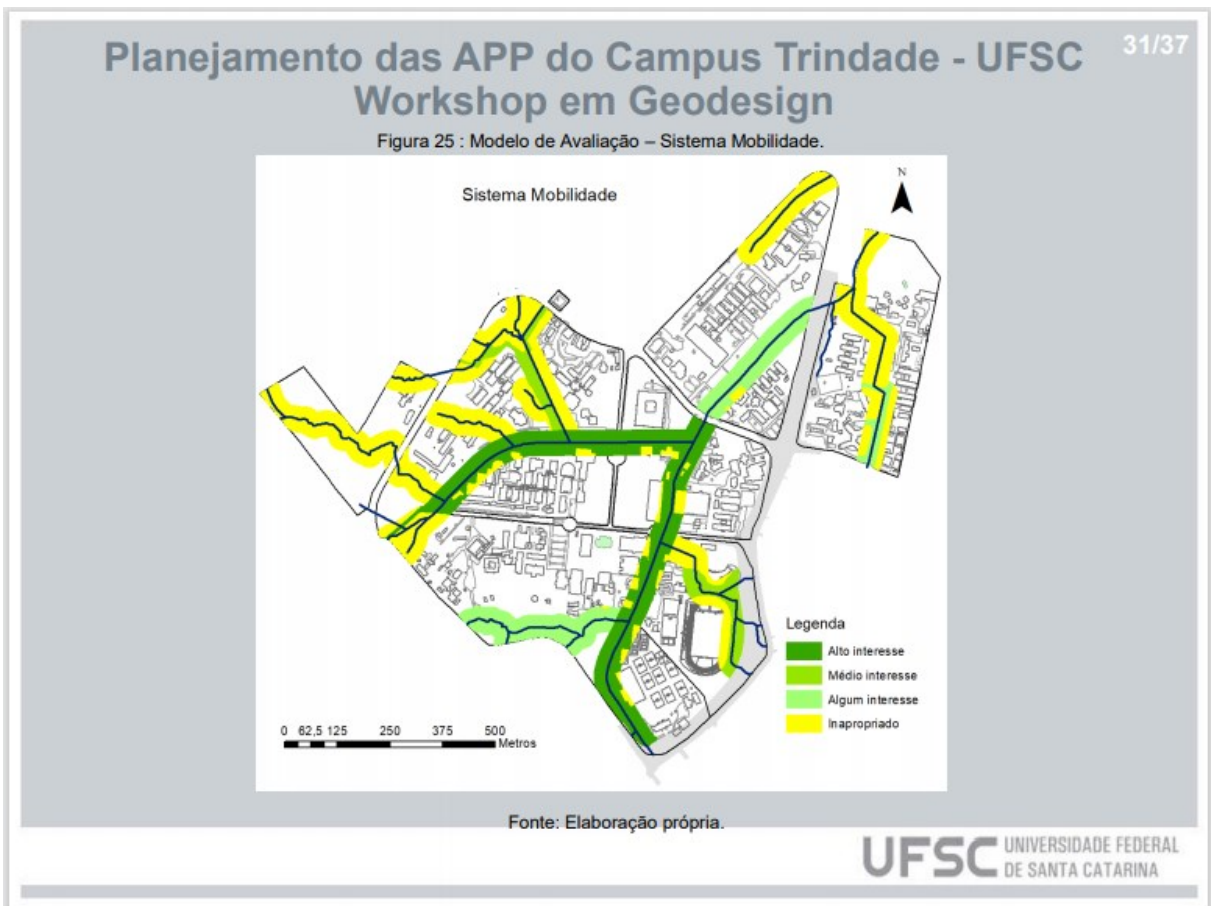 Planejamento das APP do Campus Trindade - UFSC
31/37
Workshop em Geodesign
Figura 25 : Modelo de Avaliação – Sistema Mobilidade.
Sistema Mobilidade
N
Legenda
Alto interesse
Médio interesse
Algum interesse
Inapropriado
0 62,5 125 250 375 500
Metros
Fonte: Elaboração própria.
UFSC UNIVERSIDADE FEDERAL
DE SANTA CATARINA